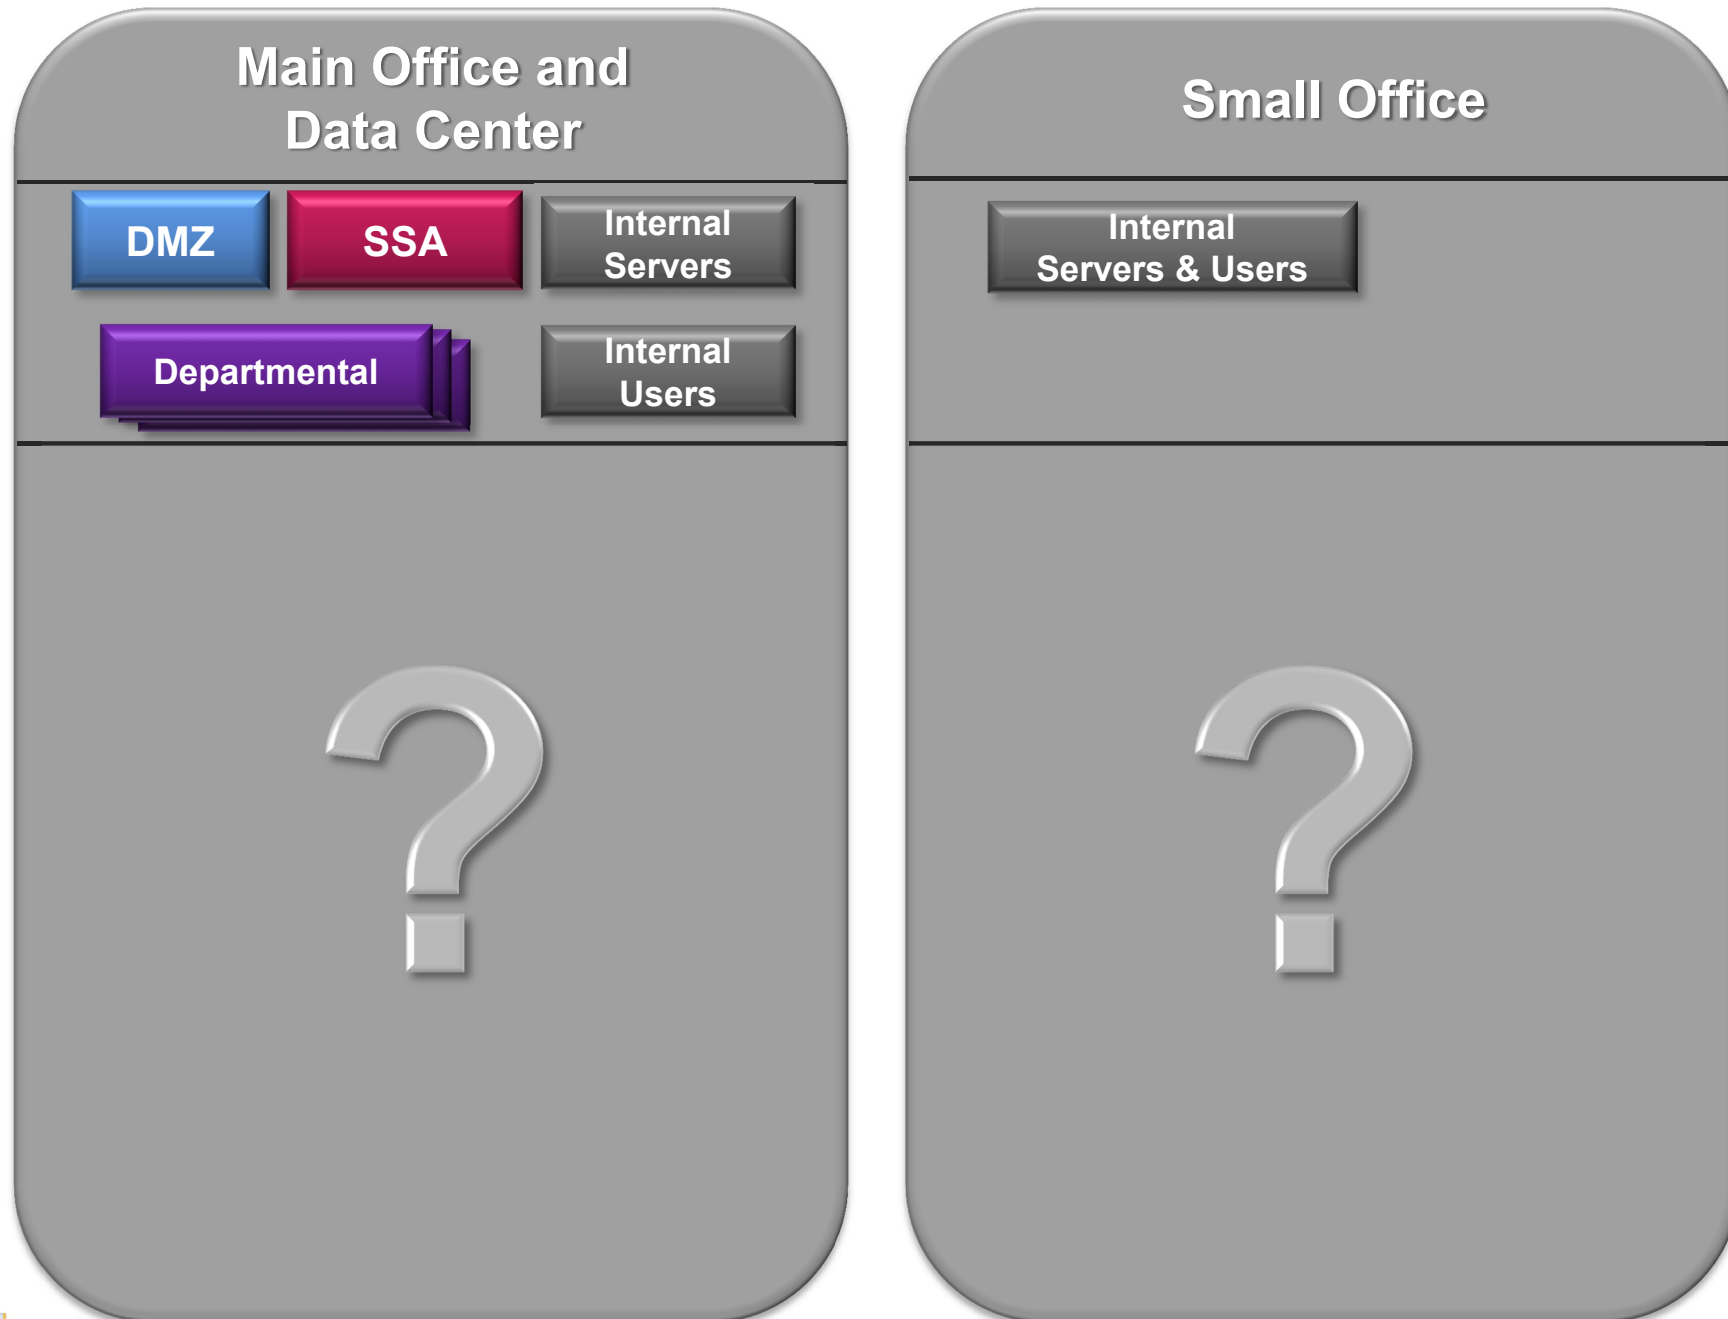 Main Office and
Data Center
DMZ
SSA
Internal
Servers
Departmental
Internal
Users
?
Small Office
Internal
Servers & Users
?